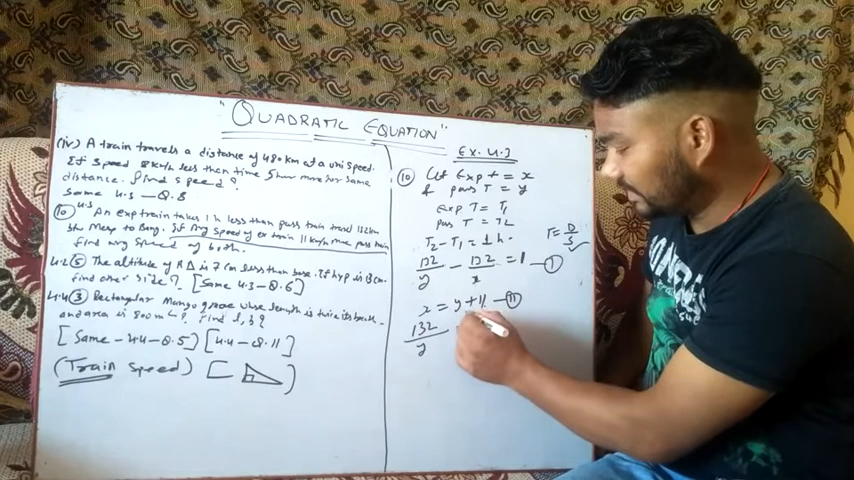 "QUADRATIC EQUATION"
(iv) A train travels a distance of 480 km at a uni speed.
If speed 8 km/h less than time 3 hour more for same
distance. find speed?
Same 4.3 - Q. 8
10 4.3 An exp train takes 1 h less than pass train travel 132 km
Mesp to Bang. If Avg Speed of ex train 11 km/h more pass train
find avg speed of both.
4.2 (5) The altitude of R Δ is 7 cm less than base. If hyp 13 cm.
find other side? [Same 4.3 - Q. 6]
4.4 (3) Rectangular Mango grove whose length is twice its
and area is 800 m². find l, b?
[Same - 4.4 - Q. 5] [4.4 - Q. 11]
(Train Speed)
Ex. 4.3
(10) Let Exp t = x
& pass T = y
exp T = T1
pass T = T2
T2 - T1 = 1 h.
T = D/S
132/y - 132/x = 1 - (I)
x = y + 11 - (II)
132/y